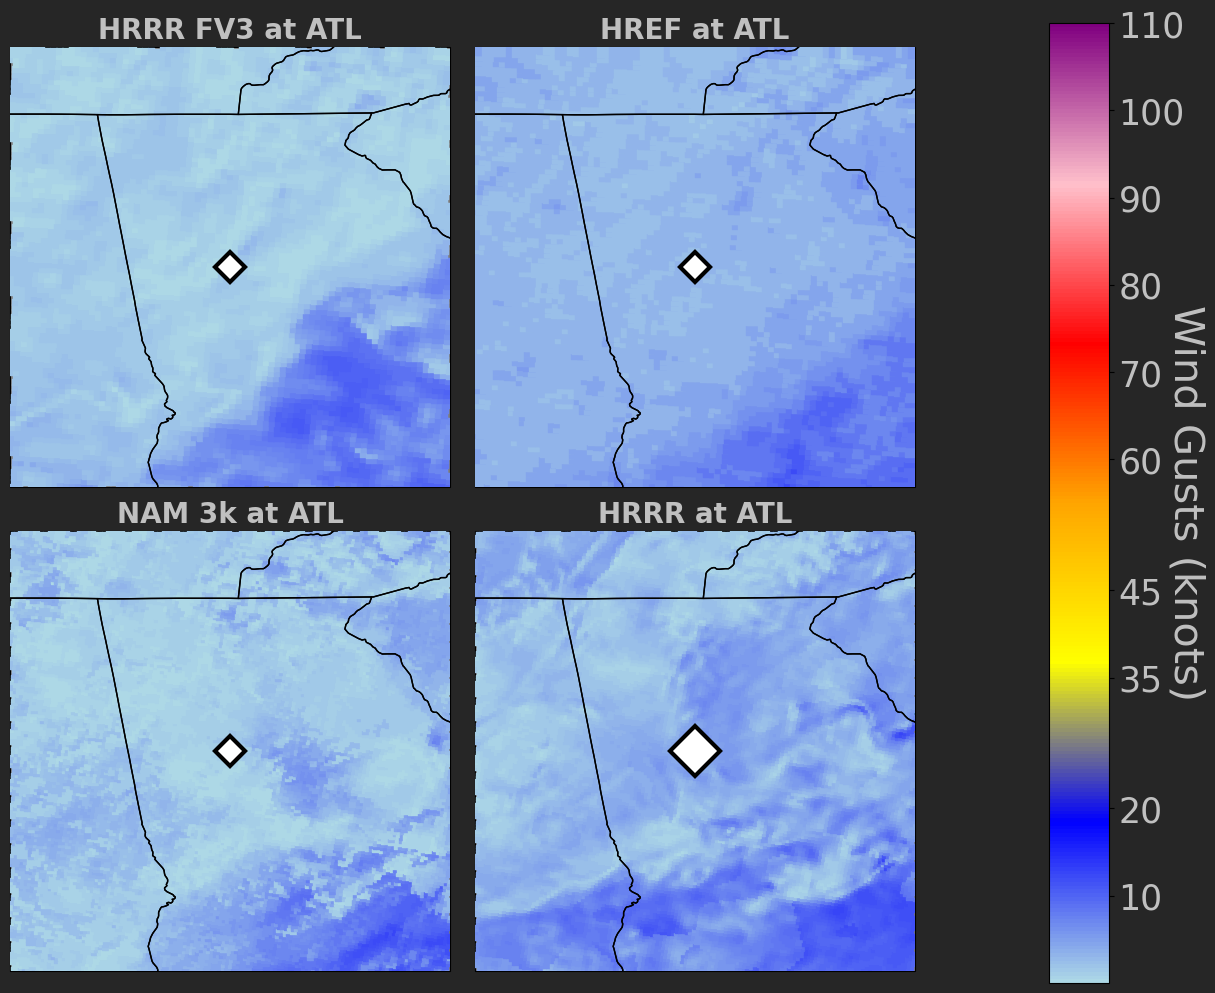 HRRR FV3 at ATL
HREF at ATL
NAM 3k at ATL
HRRR at ATL
110
100
90
80
70
60
45
35
20
10
Wind Gusts (knots)